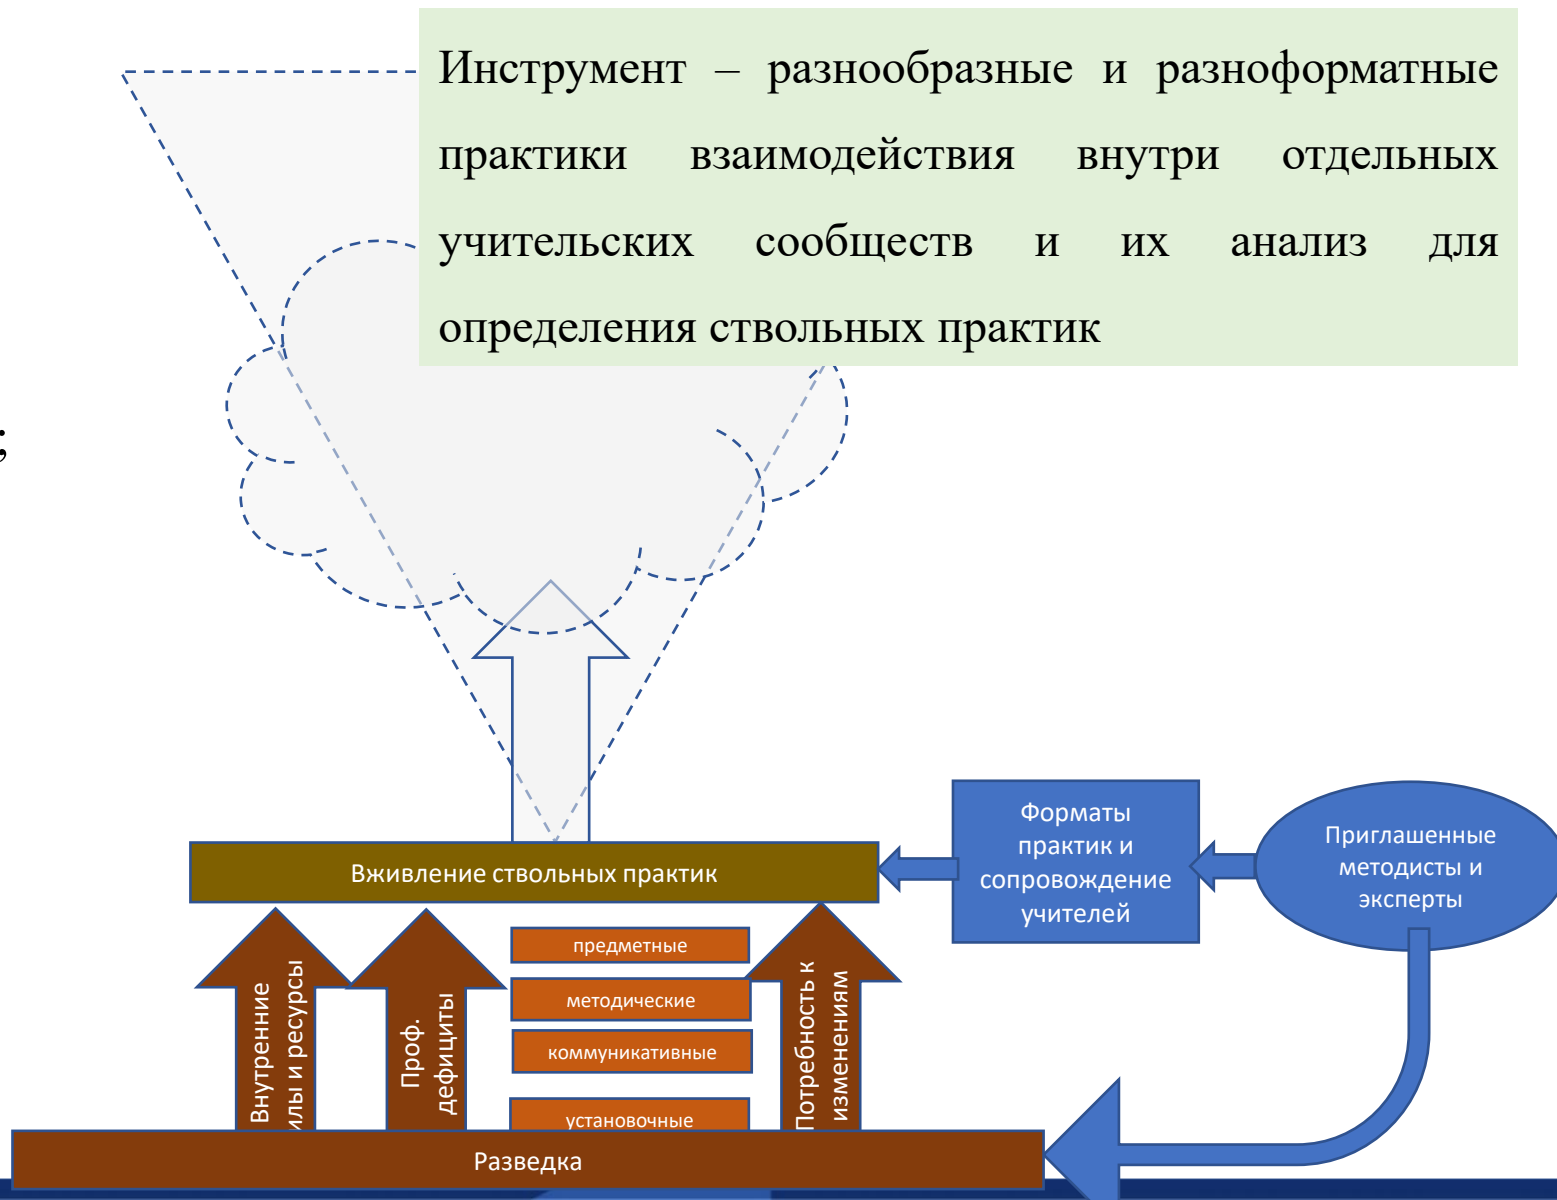 Инструмент – разнообразные и разноформатные
практики взаимодействия внутри отдельных
учительских сообществ и их анализ для
определения ствольных практик
;
Форматы
практик и
сопровождение
учителей
Приглашенные
методисты и
эксперты
Вживление ствольных практик
Внутренние
илы и ресурсы
Проф.
дефициты
предметные
методические
коммуникативные
установочные
Потребность к
изменениям
Разведка